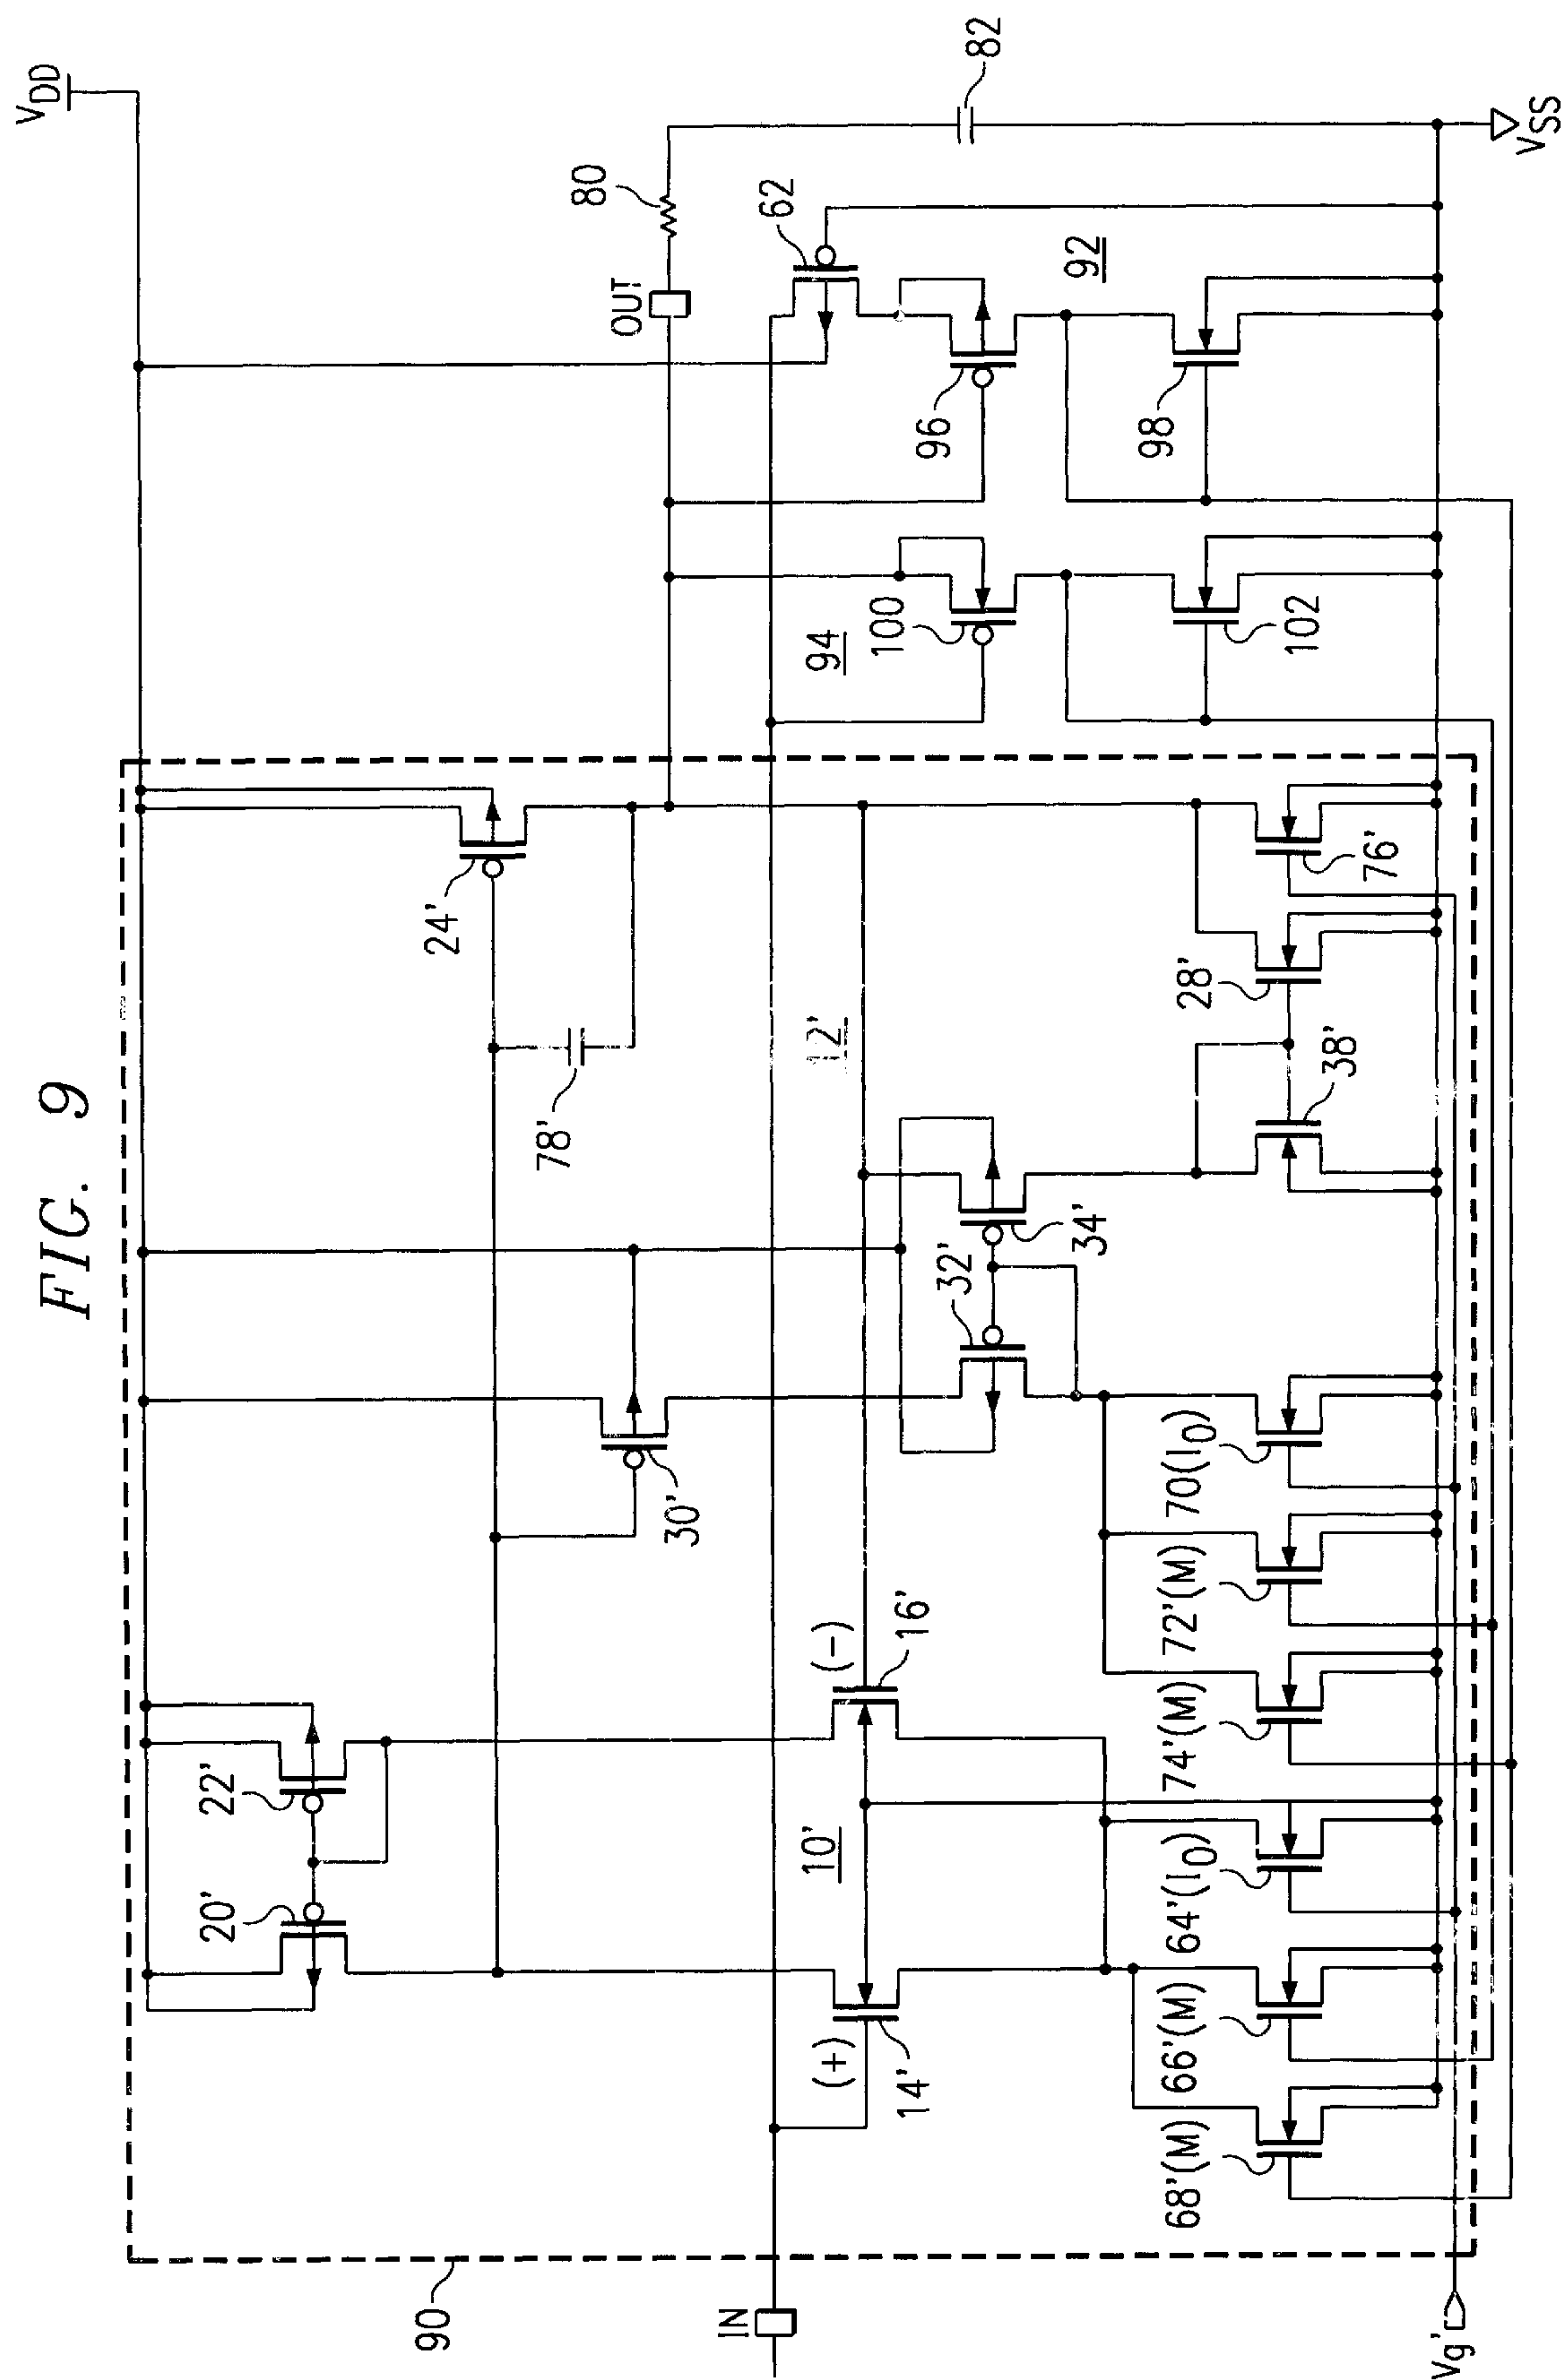 FIG. 9
V_DD
90
20'
22'
24'
78'
30'
OUT
80
82
IN
(+)
14'
10'
(-)
16'
12'
32'
34'
94
100
62
96
92
68'(M)
66'(M)
64'(I_0)
74'(M)
72'(M)
70(I_0)
38'
28'
76'
102
98
Vg'
V_SS